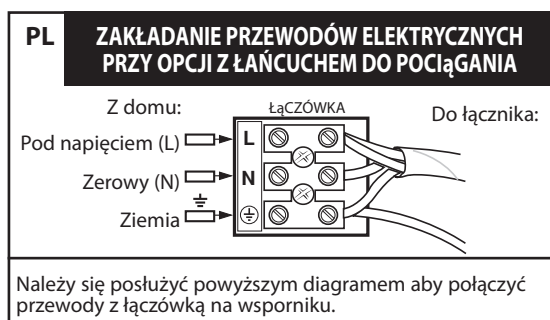 PL
ZAKŁADANIE PRZEWODÓW ELEKTRYCZNYCH
PRZY OPCJI Z ŁAŃCUCHEM DO POCIąGANIA
Z domu:
ŁąCZÓWKA
Do łącznika:
Pod napięciem (L)
L
Zerowy (N)
N
Ziemia
Należy się posłużyć powyższym diagramem aby połączyć
przewody z łączówką na wsporniku.